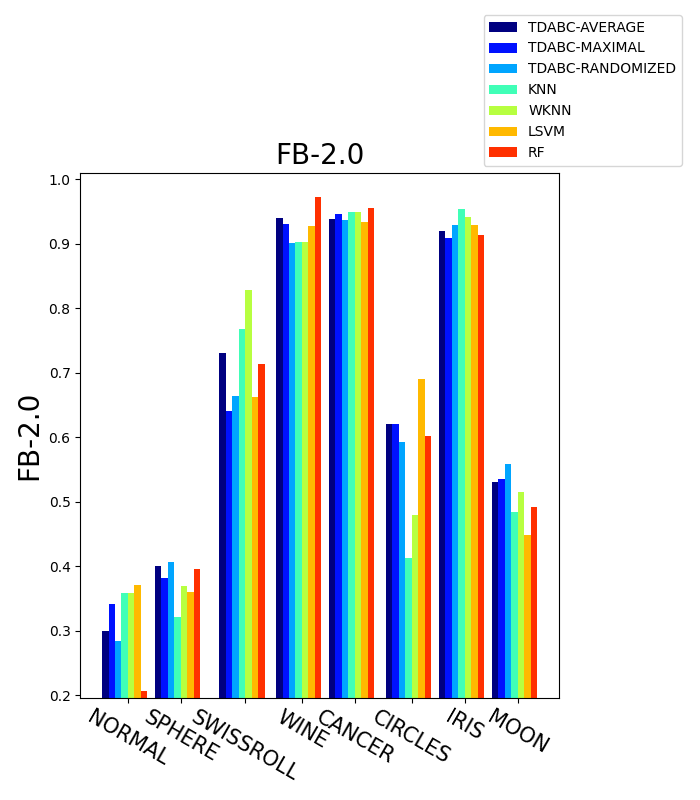 TDABC-AVERAGE
TDABC-MAXIMAL
TDABC-RANDOMIZED
KNN
WKNN
LSVM
RF
FB-2.0
FB-2.0
1.0
0.9
0.8
0.7
0.6
0.5
0.4
0.3
0.2
NORMAL
SPHERE
SWISSROLL
WINE
CANCER
CIRCLES
IRIS
MOON